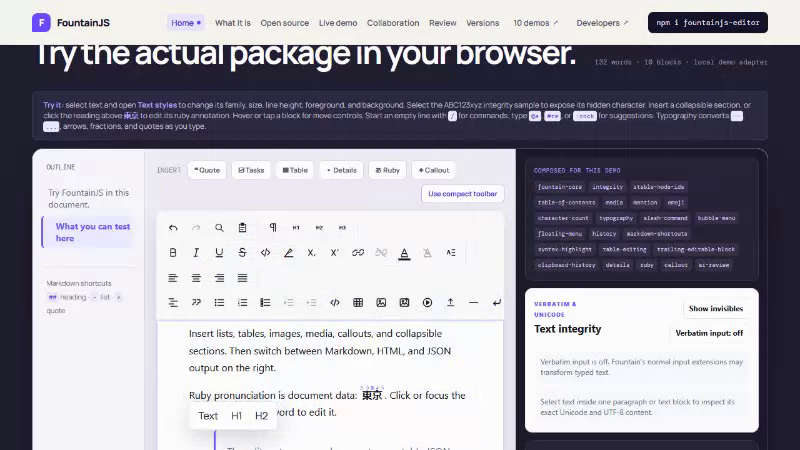 F FountainJS Home What it is Open source Live demo Collaboration Review Versions 10 demos ↗ Developers ↗ npm i fountainjs-editor
Try the actual package in your browser.
132 words · 10 blocks · local demo adapter
Try it: select text and open Text styles to change its family, size, line height, foreground, and background. Select the ABC123xyz integrity sample to expose its hidden character. Insert a collapsible section, or
click the reading above 東京 to edit its ruby annotation. Hover or tap a block for move controls. Start an empty line with / for commands, type @a, #re, or :rock for suggestions. Typography converts --,
..., arrows, fractions, and quotes as you type.
OUTLINE
Try FountainJS in this
document.
What you can test
here
Markdown shortcuts
## heading · - list · >
quote
INSERT ❝Quote ☑Tasks Table Details Ruby Callout
Use compact toolbar
¶ H1 H2 H3
B I U S </> X, X' A A
Insert lists, tables, images, media, callouts, and collapsible
sections. Then switch between Markdown, HTML, and JSON
output on the right.
とうきょう
Ruby pronunciation is document data: 東京 . Click or focus the
word to edit it.
Text H1 H2
COMPOSED FOR THIS DEMO
fountain-core integrity stable-node-ids
table-of-contents media mention emoji
character-count typography slash-command bubble-menu
floating-menu history markdown-shortcuts
syntax-highlight table-editing trailing-editable-block
clipboard-history details ruby callout ai-review
VERBATIM &
UNICODE
Text integrity
Show invisibles
Verbatim input: off
Verbatim input is off. Fountain's normal input extensions may
transform typed text.
Select text inside one paragraph or text block to inspect its
exact Unicode and UTF-8 content.